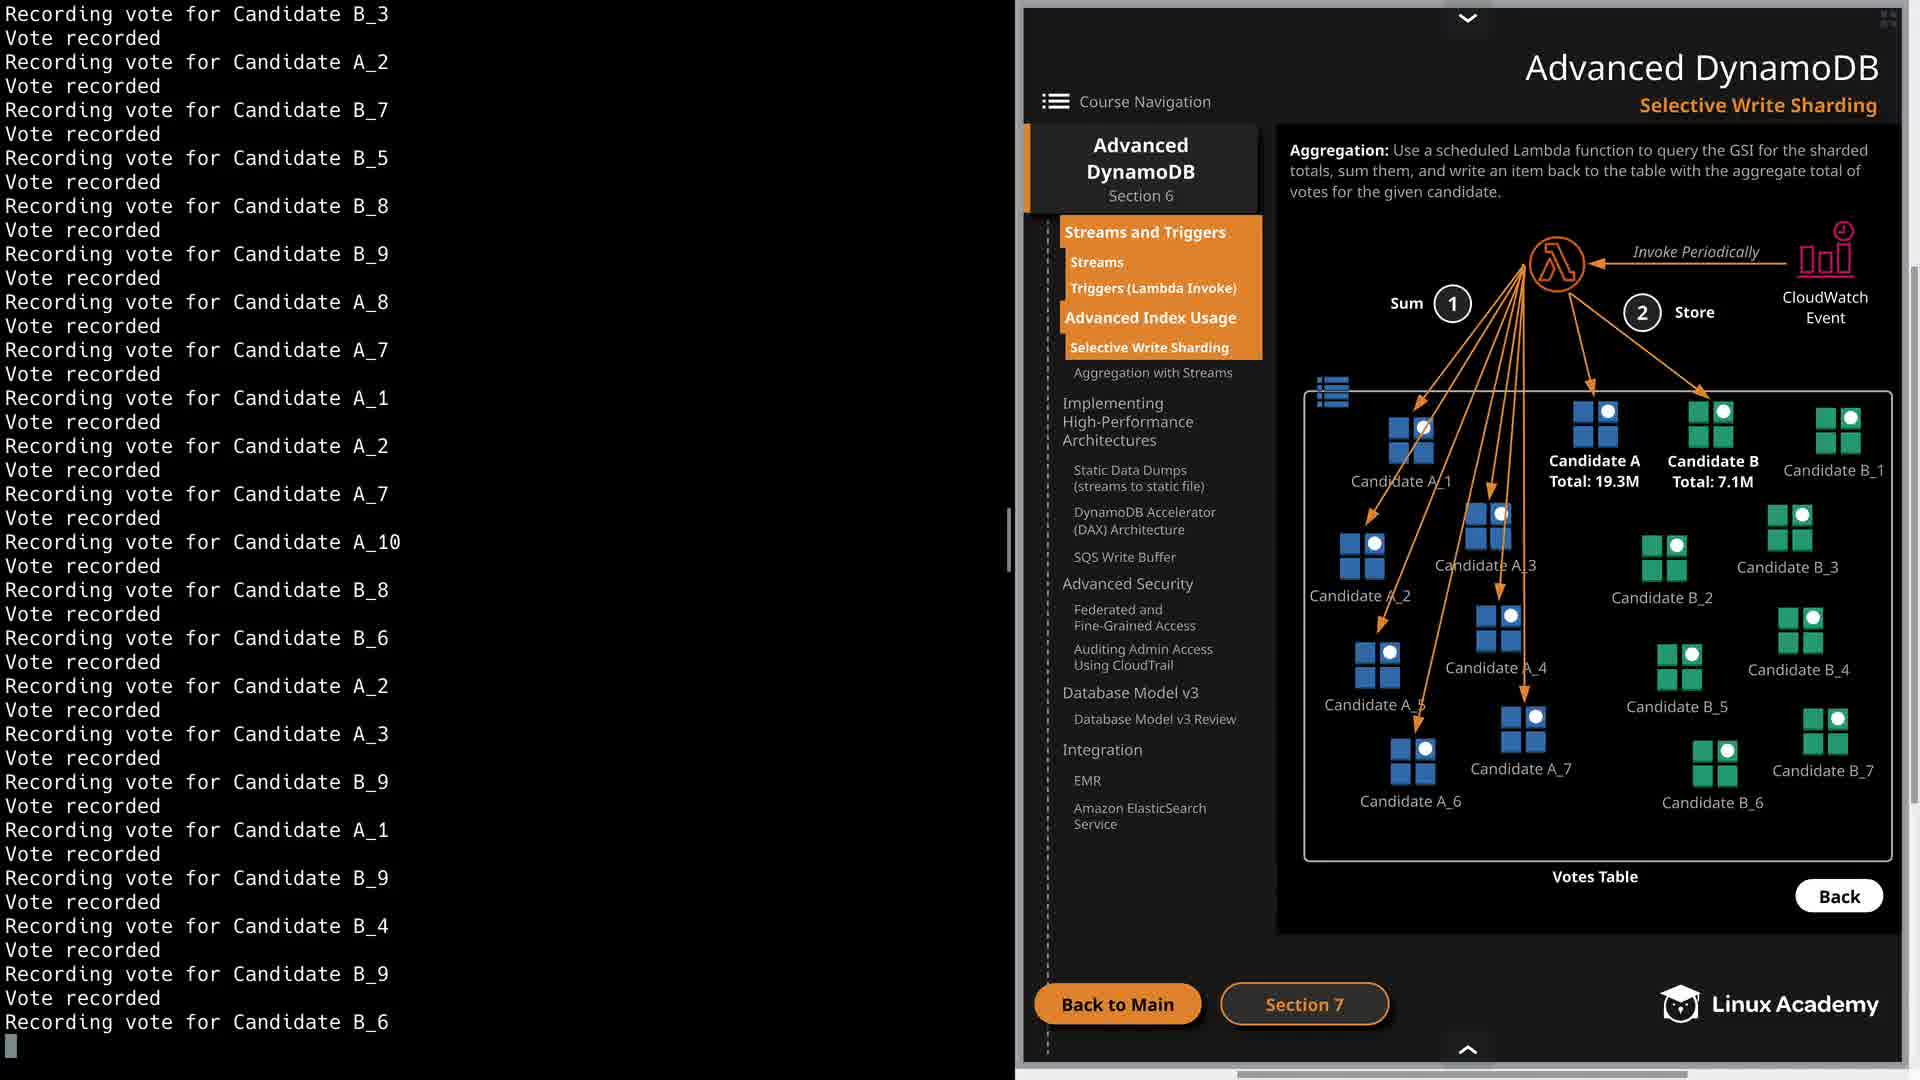 Recording vote for Candidate B_3
Vote recorded
Recording vote for Candidate A_2
Vote recorded
Recording vote for Candidate B_7
Vote recorded
Recording vote for Candidate B_5
Vote recorded
Recording vote for Candidate B_8
Vote recorded
Recording vote for Candidate B_9
Vote recorded
Recording vote for Candidate A_8
Vote recorded
Recording vote for Candidate A_7
Vote recorded
Recording vote for Candidate A_1
Vote recorded
Recording vote for Candidate A_2
Vote recorded
Recording vote for Candidate A_7
Vote recorded
Recording vote for Candidate A_10
Vote recorded
Recording vote for Candidate B_8
Vote recorded
Recording vote for Candidate B_6
Vote recorded
Recording vote for Candidate A_2
Vote recorded
Recording vote for Candidate A_3
Vote recorded
Recording vote for Candidate B_9
Vote recorded
Recording vote for Candidate A_1
Vote recorded
Recording vote for Candidate B_9
Vote recorded
Recording vote for Candidate B_4
Vote recorded
Recording vote for Candidate B_9
Vote recorded
Recording vote for Candidate B_6
Advanced DynamoDB
Selective Write Sharding
Course Navigation
Advanced
DynamoDB
Section 6
Streams and Triggers
Streams
Triggers (Lambda Invoke)
Advanced Index Usage
Selective Write Sharding
Aggregation with Streams
Implementing
High-Performance
Architectures
Static Data Dumps
(streams to static file)
DynamoDB Accelerator
(DAX) Architecture
SQS Write Buffer
Advanced Security
Federated and
Fine-Grained Access
Auditing Admin Access
Using CloudTrail
Database Model v3
Database Model v3 Review
Integration
EMR
Amazon ElasticSearch
Service
Aggregation: Use a scheduled Lambda function to query the GSI for the sharded
totals, sum them, and write an item back to the table with the aggregate total of
votes for the given candidate.
Invoke Periodically
CloudWatch
Event
Sum 1
2 Store
Candidate A_1
Candidate A
Total: 19.3M
Candidate B
Total: 7.1M
Candidate B_1
Candidate A_2
Candidate A_3
Candidate B_2
Candidate B_3
Candidate A_5
Candidate A_4
Candidate B_5
Candidate B_4
Candidate A_6
Candidate A_7
Candidate B_6
Candidate B_7
Votes Table
Back
Back to Main
Section 7
Linux Academy